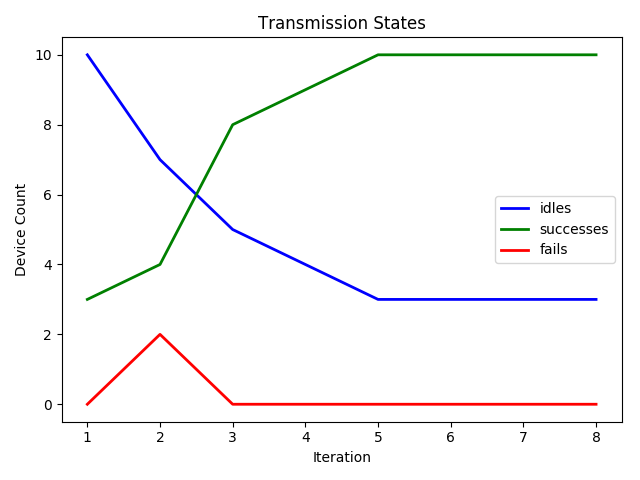 Transmission States
Device Count
10
8
6
4
2
0
idles
successes
fails
1 2 3 4 5 6 7 8
Iteration